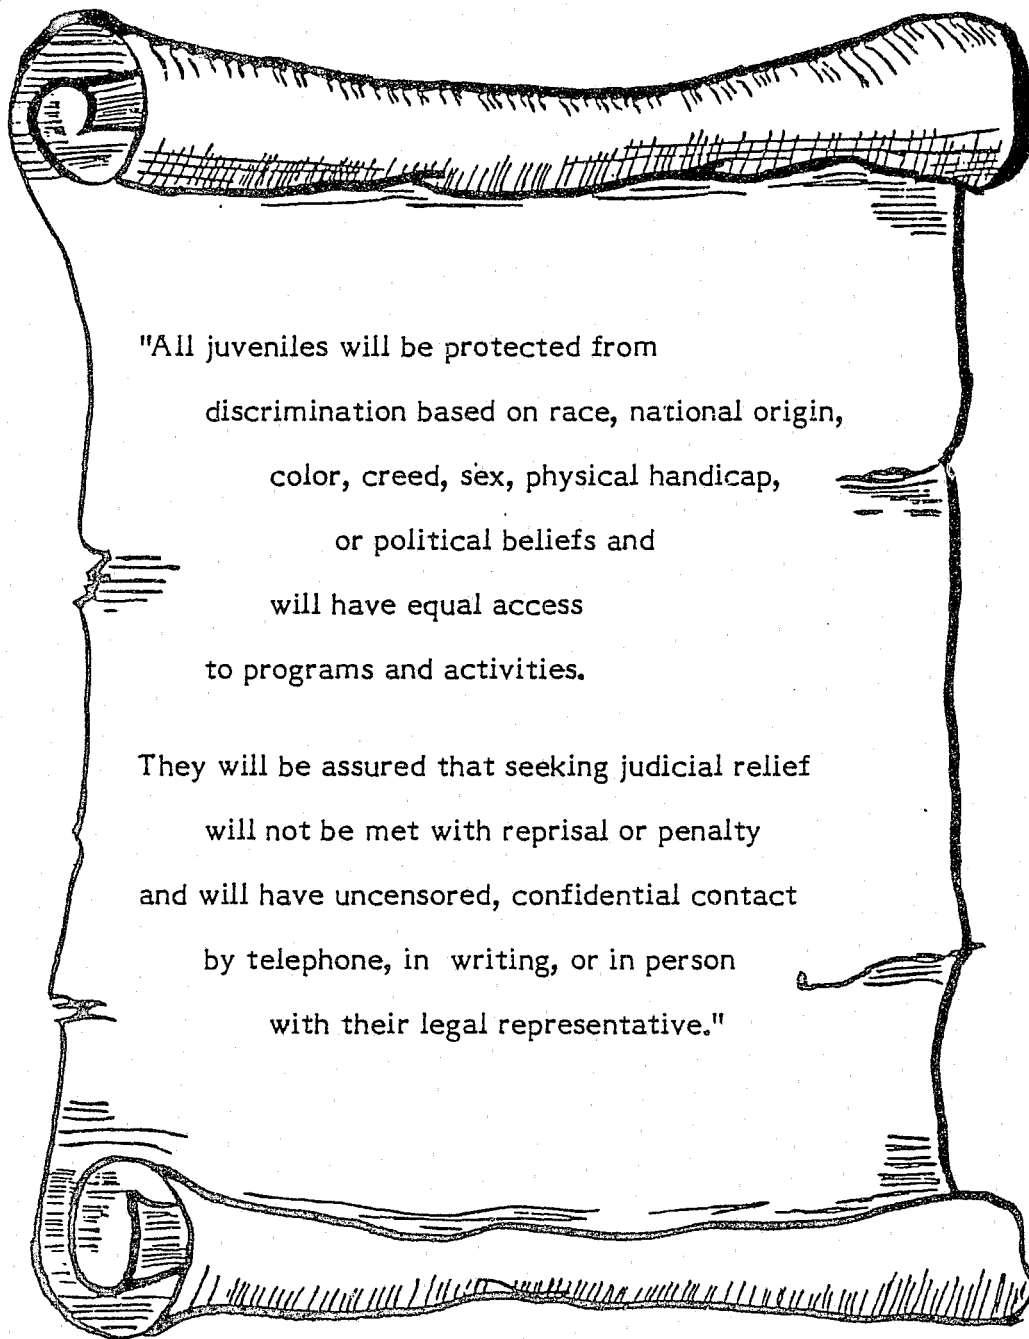 "All juveniles will be protected from
discrimination based on race, national origin,
color, creed, sex, physical handicap,
or political beliefs and
will have equal access
to programs and activities.
They will be assured that seeking judicial relief
will not be met with reprisal or penalty
and will have uncensored, confidential contact
by telephone, in writing, or in person
with their legal representative."